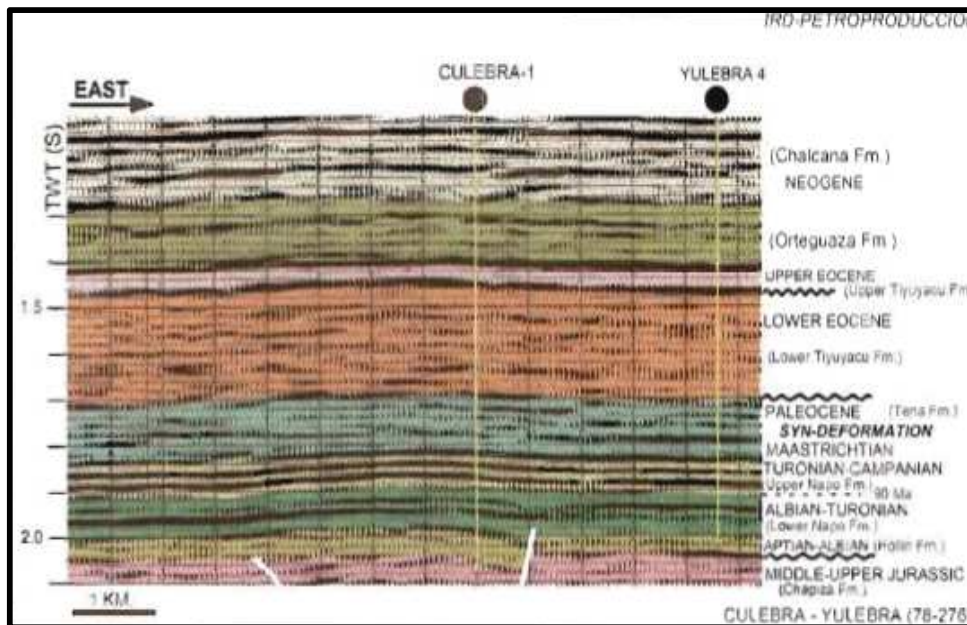 IRD-PETROPRODUCCIO
CULEBRA-1
YULEBRA 4
EAST
TWT (S)
(Chalcana Fm.)
NEOGENE
(Orteguaza Fm.)
UPPER EOCENE
(Upper Tiyuyacu Fm
1.5
LOWER EOCENE
(Lower Tiyuyacu Fm.)
PALEOCENE (Tena Fm.)
SYN-DEFORMATION
MAASTRICHTIAN
TURONIAN-CAMPANIAN
(Upper Napo Fm.)
90 Ma
ALBIAN-TURONIAN
(Lower Napo Fm.)
2.0
APTIAN-ALBIAN (Hollin Fm.)
MIDDLE-UPPER JURASSIC
(Chapiza Fm.)
1 KM.
CULEBRA - YULEBRA (78-276